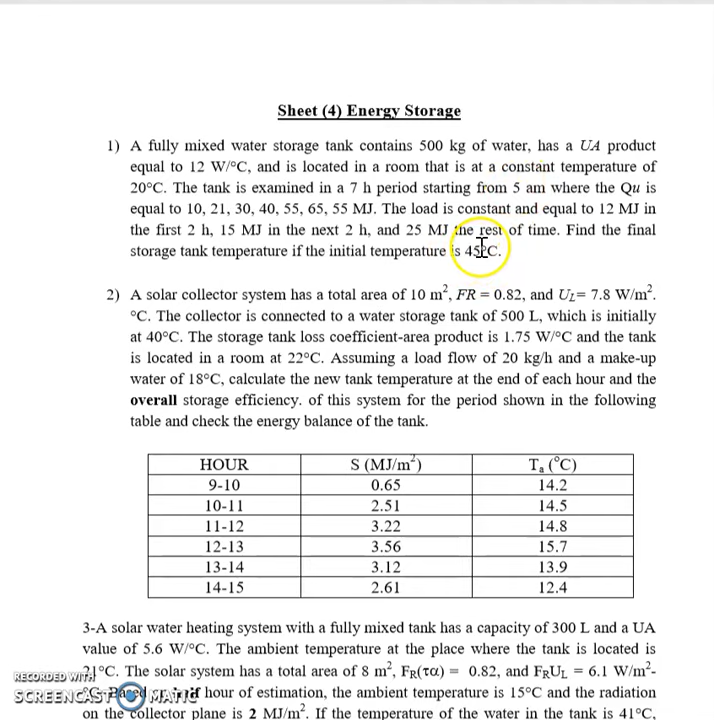 Sheet (4) Energy Storage
1) A fully mixed water storage tank contains 500 kg of water, has a UA product
equal to 12 W/°C, and is located in a room that is at a constant temperature of
20°C. The tank is examined in a 7 h period starting from 5 am where the Qu is
equal to 10, 21, 30, 40, 55, 65, 55 MJ. The load is constant and equal to 12 MJ in
the first 2 h, 15 MJ in the next 2 h, and 25 MJ the rest of time. Find the final
storage tank temperature if the initial temperature is 45°C.
2) A solar collector system has a total area of 10 m², FR = 0.82, and UL= 7.8 W/m².
°C. The collector is connected to a water storage tank of 500 L, which is initially
at 40°C. The storage tank loss coefficient-area product is 1.75 W/°C and the tank
is located in a room at 22°C. Assuming a load flow of 20 kg/h and a make-up
water of 18°C, calculate the new tank temperature at the end of each hour and the
overall storage efficiency. of this system for the period shown in the following
table and check the energy balance of the tank.
HOUR S (MJ/m²) Ta (°C)
9-10 0.65 14.2
10-11 2.51 14.5
11-12 3.22 14.8
12-13 3.56 15.7
13-14 3.12 13.9
14-15 2.61 12.4
3-A solar water heating system with a fully mixed tank has a capacity of 300 L and a UA
value of 5.6 W/°C. The ambient temperature at the place where the tank is located is
21°C. The solar system has a total area of 8 m², FR(τα) = 0.82, and FRUL = 6.1 W/m²-
hour of estimation, the ambient temperature is 15°C and the radiation
on the collector plane is 2 MJ/m². If the temperature of the water in the tank is 41°C,
RECORDED WITH
SCREENCAST MATIC